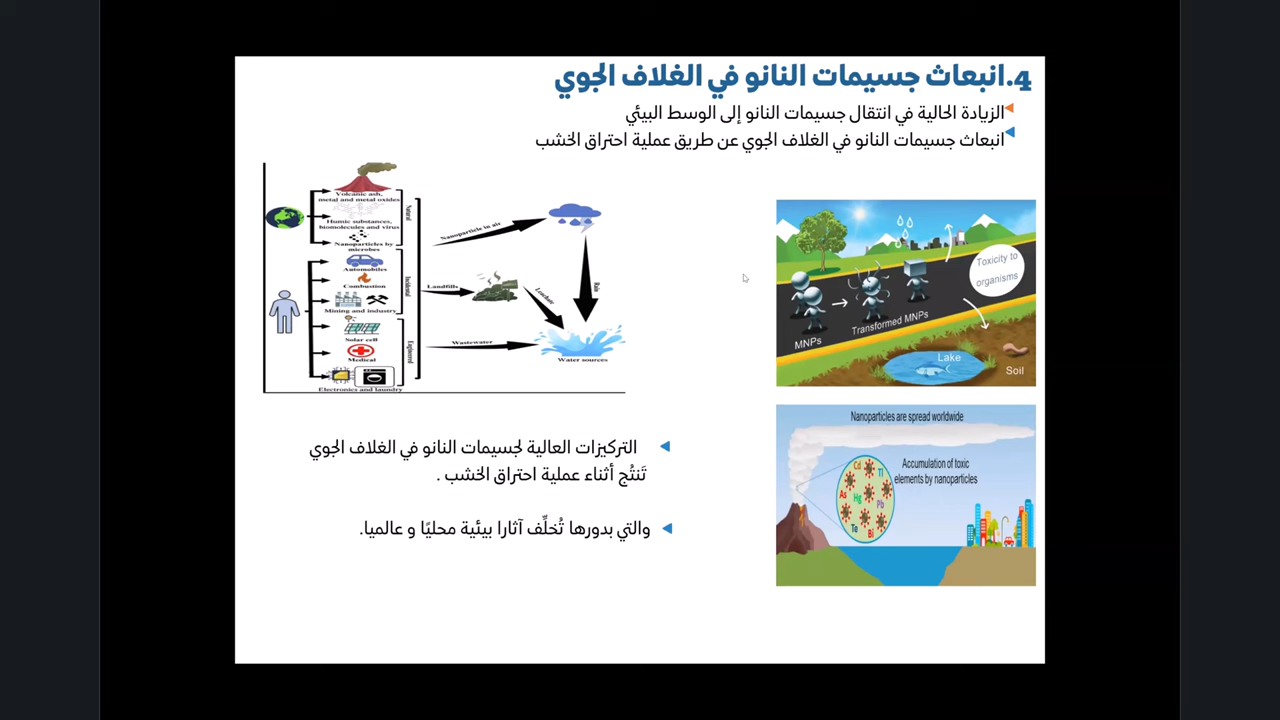 4.انبعاث جسيمات النانو في الغلاف الجوي
الزيادة الحالية في انتقال جسيمات النانو إلى الوسط البيئي
انبعاث جسيمات النانو في الغلاف الجوي عن طريق عملية احتراق الخشب
Volcanic ash,
metal and metal oxides
Humic substances,
biomolecules and virus
Nanoparticles by
microbes
Natural
Automobiles
Combustion
Mining and industry
Incidental
Solar cell
Medical
Electronics and laundry
Engineered
Nanoparticle in air
Landfills
Leachate
Rain
Wastewater
Water sources
Toxicity to
organisms
Transformed MNPs
MNPs
Lake
Soil
Nanoparticles are spread worldwide
Accumulation of toxic
elements by nanoparticles
Cd
Tl
As
Hg
Pb
Te
Bi
التركيزات العالية لجسيمات النانو في الغلاف الجوي
تَنتُج أثناء عملية احتراق الخشب .
والتي بدورها تُخلِّف آثارا بيئية محليًا و عالميا.